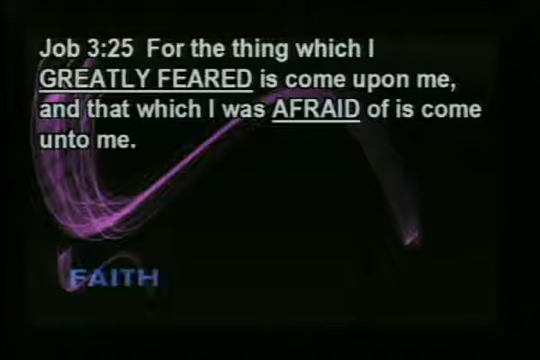 Job 3:25  For the thing which I
GREATLY FEARED is come upon me,
and that which I was AFRAID of is come
unto me.
FAITH